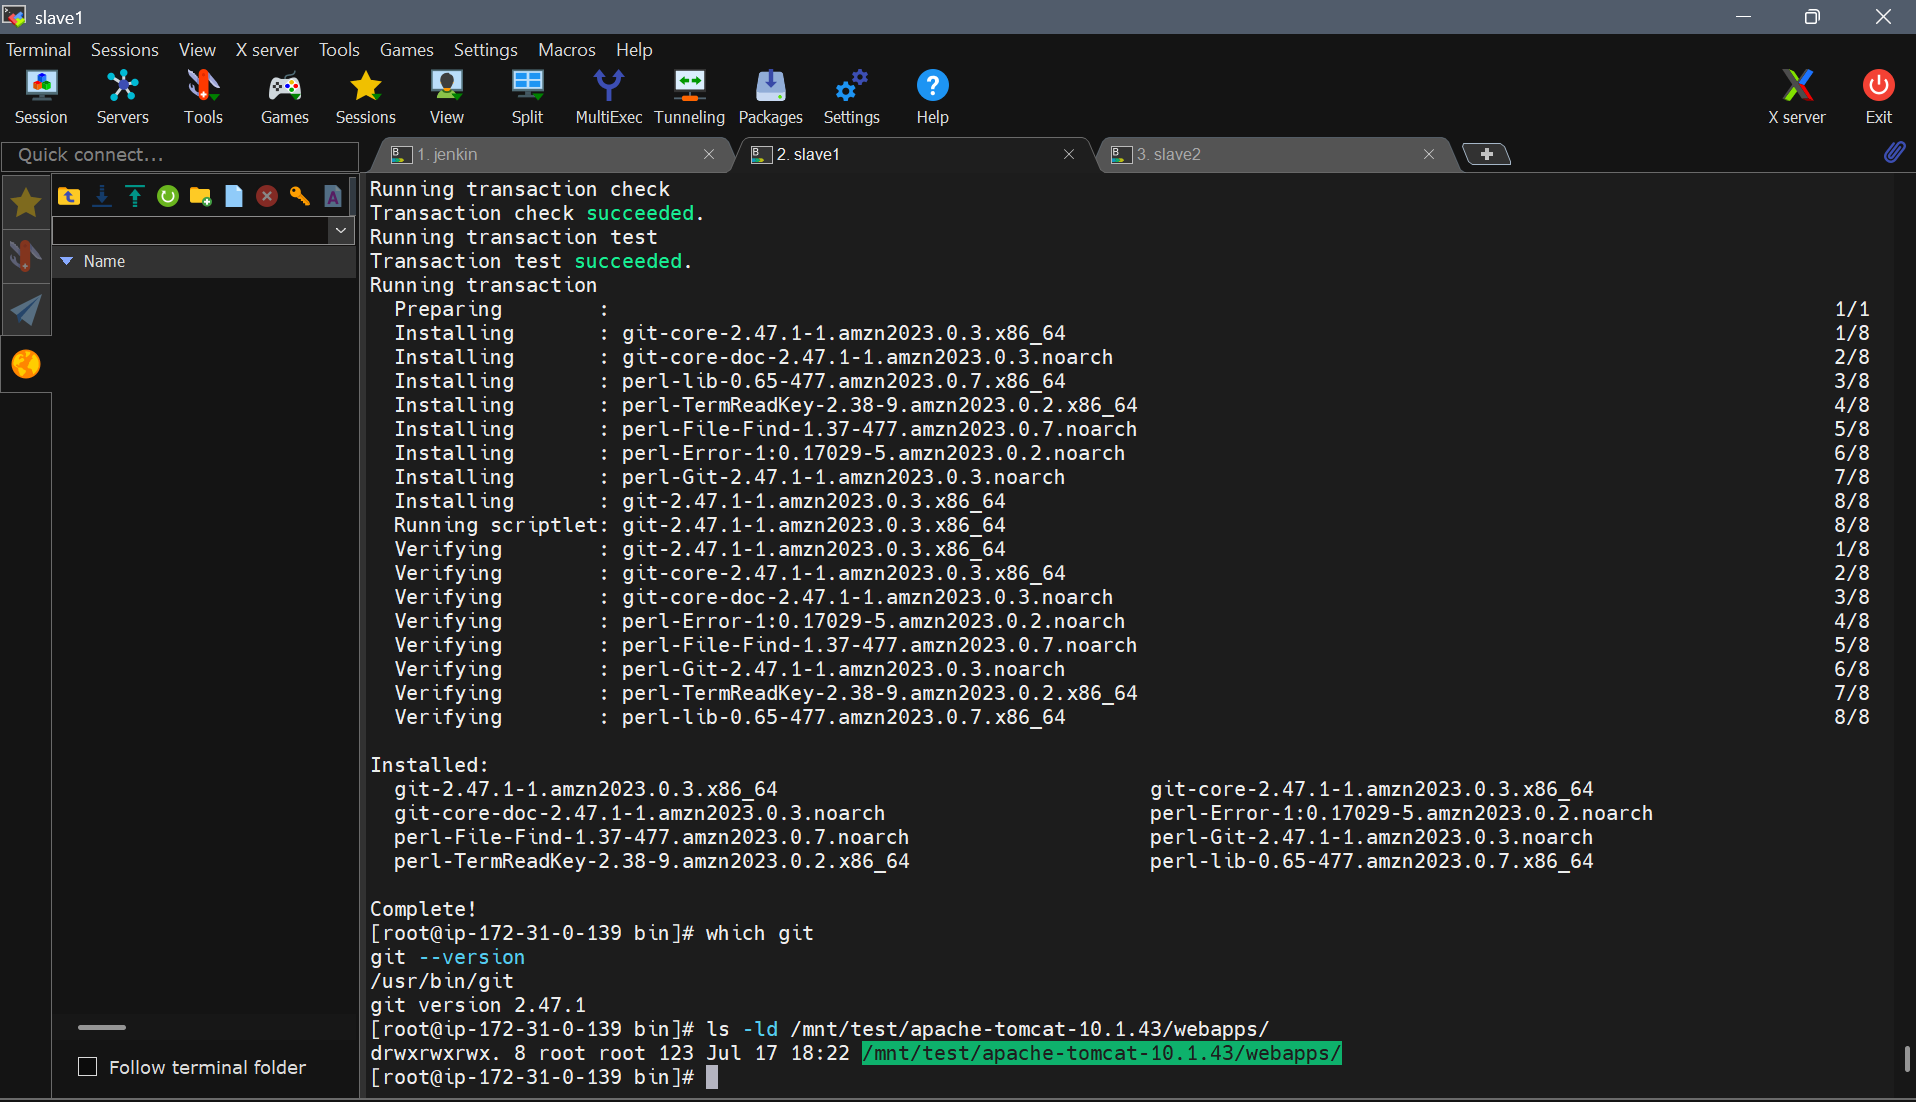 slave1
Terminal Sessions View X server Tools Games Settings Macros Help
Session Servers Tools Games Sessions View Split MultiExec Tunneling Packages Settings Help X server Exit
Quick connect...
1. jenkin
2. slave1
3. slave2
Name
Running transaction check
Transaction check succeeded.
Running transaction test
Transaction test succeeded.
Running transaction
Preparing : 1/1
Installing : git-core-2.47.1-1.amzn2023.0.3.x86_64 1/8
Installing : git-core-doc-2.47.1-1.amzn2023.0.3.noarch 2/8
Installing : perl-lib-0.65-477.amzn2023.0.7.x86_64 3/8
Installing : perl-TermReadKey-2.38-9.amzn2023.0.2.x86_64 4/8
Installing : perl-File-Find-1.37-477.amzn2023.0.7.noarch 5/8
Installing : perl-Error-1:0.17029-5.amzn2023.0.2.noarch 6/8
Installing : perl-Git-2.47.1-1.amzn2023.0.3.noarch 7/8
Installing : git-2.47.1-1.amzn2023.0.3.x86_64 8/8
Running scriptlet: git-2.47.1-1.amzn2023.0.3.x86_64 8/8
Verifying : git-2.47.1-1.amzn2023.0.3.x86_64 1/8
Verifying : git-core-2.47.1-1.amzn2023.0.3.x86_64 2/8
Verifying : git-core-doc-2.47.1-1.amzn2023.0.3.noarch 3/8
Verifying : perl-Error-1:0.17029-5.amzn2023.0.2.noarch 4/8
Verifying : perl-File-Find-1.37-477.amzn2023.0.7.noarch 5/8
Verifying : perl-Git-2.47.1-1.amzn2023.0.3.noarch 6/8
Verifying : perl-TermReadKey-2.38-9.amzn2023.0.2.x86_64 7/8
Verifying : perl-lib-0.65-477.amzn2023.0.7.x86_64 8/8
Installed:
git-2.47.1-1.amzn2023.0.3.x86_64 git-core-2.47.1-1.amzn2023.0.3.x86_64
git-core-doc-2.47.1-1.amzn2023.0.3.noarch perl-Error-1:0.17029-5.amzn2023.0.2.noarch
perl-File-Find-1.37-477.amzn2023.0.7.noarch perl-Git-2.47.1-1.amzn2023.0.3.noarch
perl-TermReadKey-2.38-9.amzn2023.0.2.x86_64 perl-lib-0.65-477.amzn2023.0.7.x86_64
Complete!
[root@ip-172-31-0-139 bin]# which git
git --version
/usr/bin/git
git version 2.47.1
[root@ip-172-31-0-139 bin]# ls -ld /mnt/test/apache-tomcat-10.1.43/webapps/
drwxrwxrwx. 8 root root 123 Jul 17 18:22 /mnt/test/apache-tomcat-10.1.43/webapps/
[root@ip-172-31-0-139 bin]#
Follow terminal folder